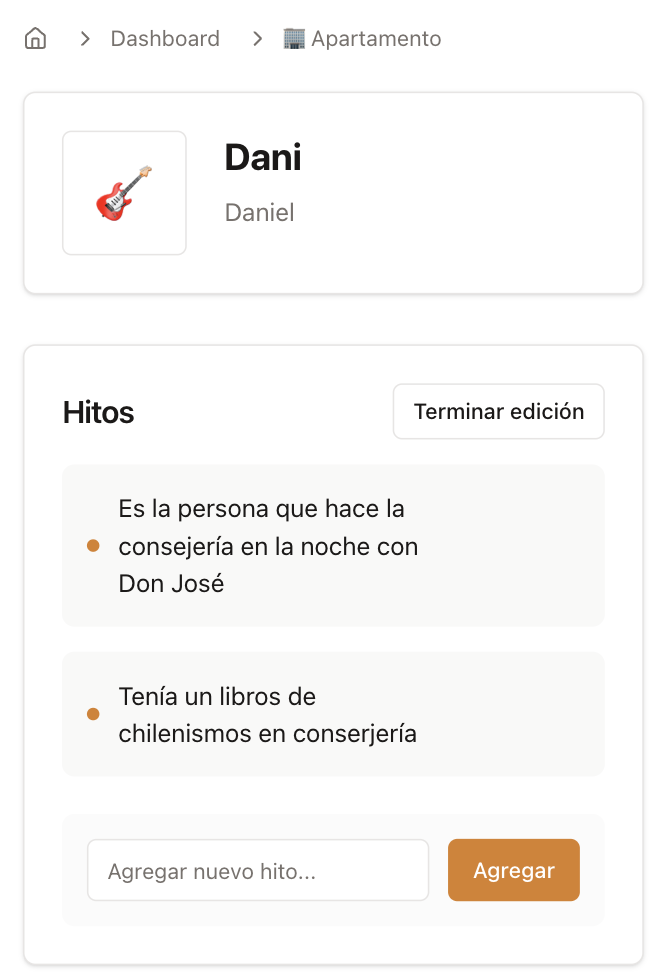 Dashboard
Apartamento
Dani
Daniel
Hitos
Terminar edición
Es la persona que hace la
consejería en la noche con
Don José
Tenía un libros de
chilenismos en conserjería
Agregar nuevo hito...
Agregar